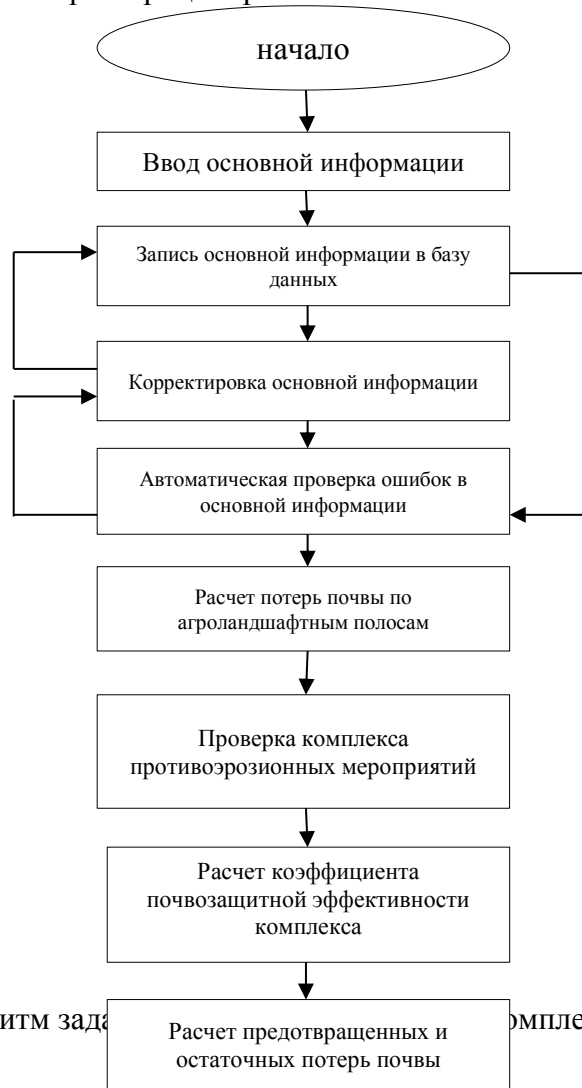 начало
Ввод основной информации
Запись основной информации в базу
данных
Корректировка основной информации
Автоматическая проверка ошибок в
основной информации
Расчет потерь почвы по
агроландшафтным полосам
Проверка комплекса
противоэрозионных мероприятий
Расчет коэффициента
почвозащитной эффективности
комплекса
Расчет предотвращенных и
остаточных потерь почвы